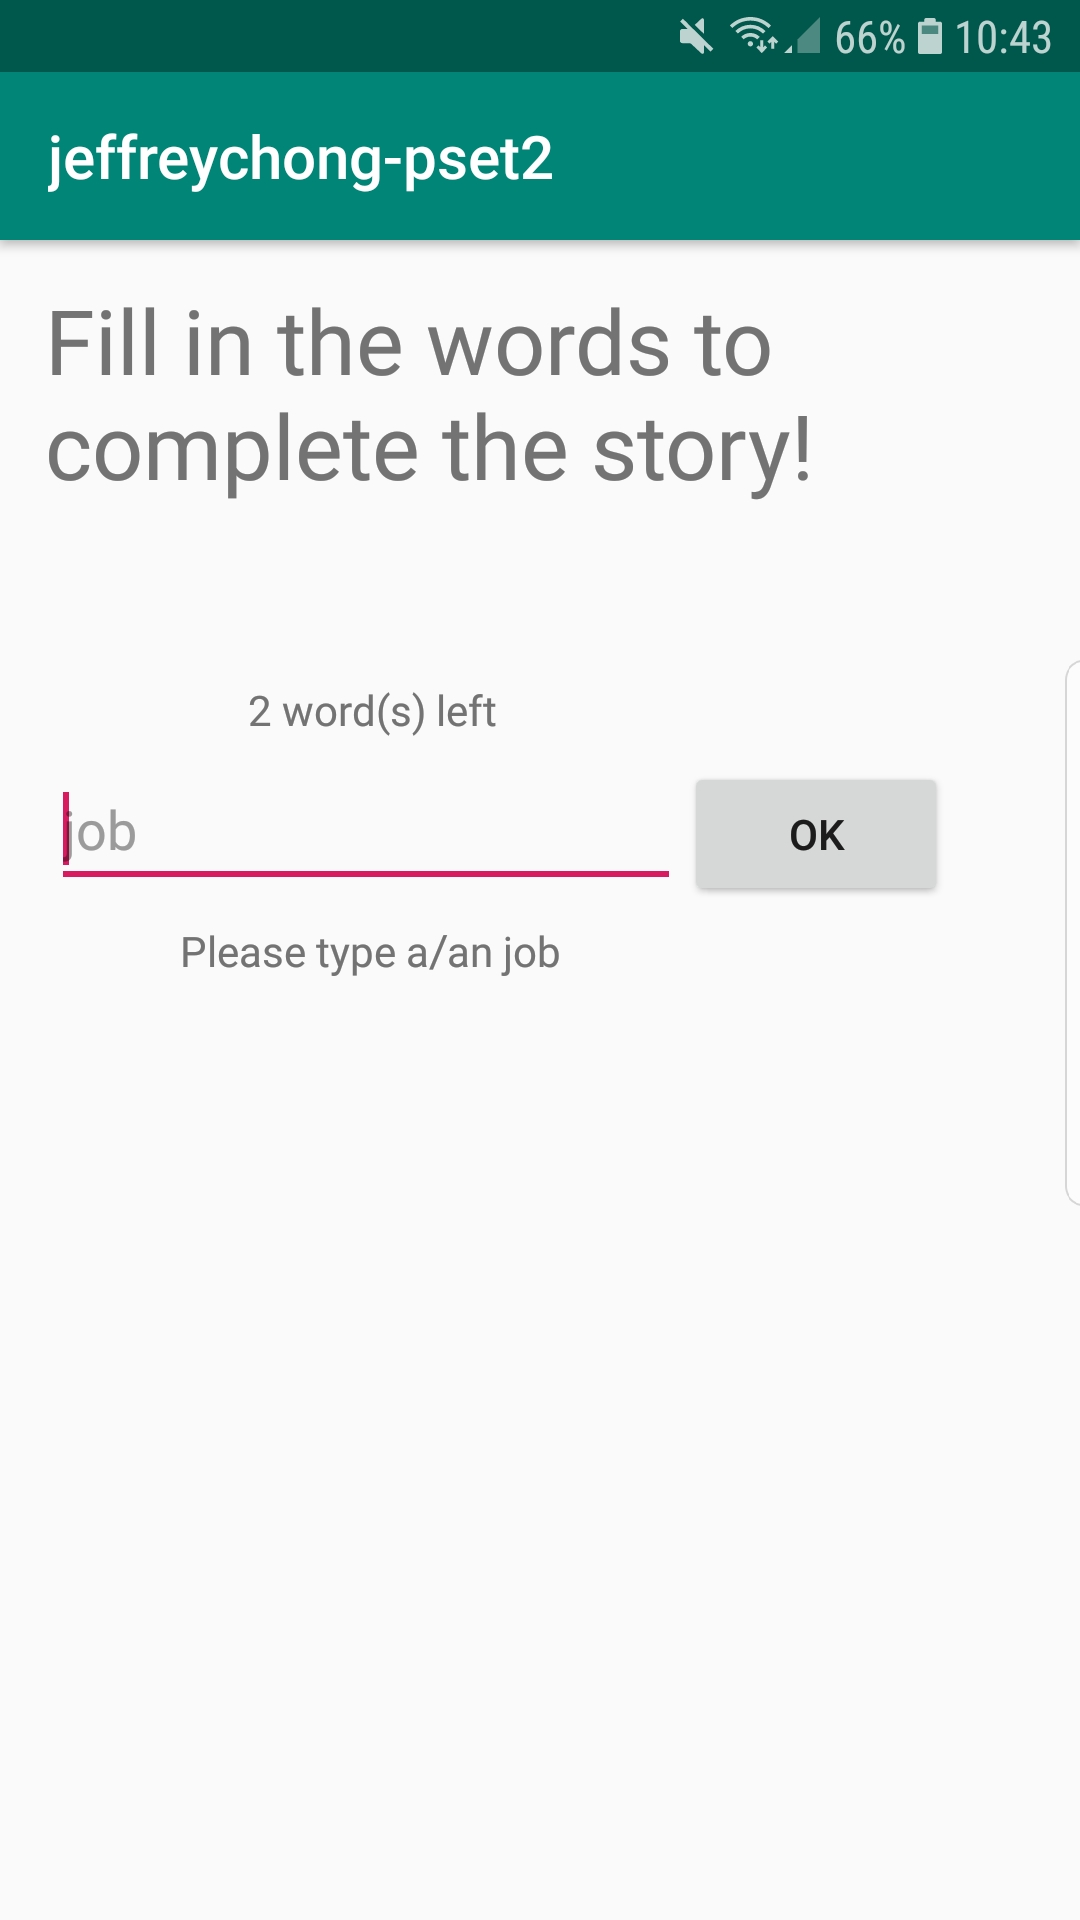 66% 10:43
jeffreychong-pset2
Fill in the words to
complete the story!
2 word(s) left
job
OK
Please type a/an job